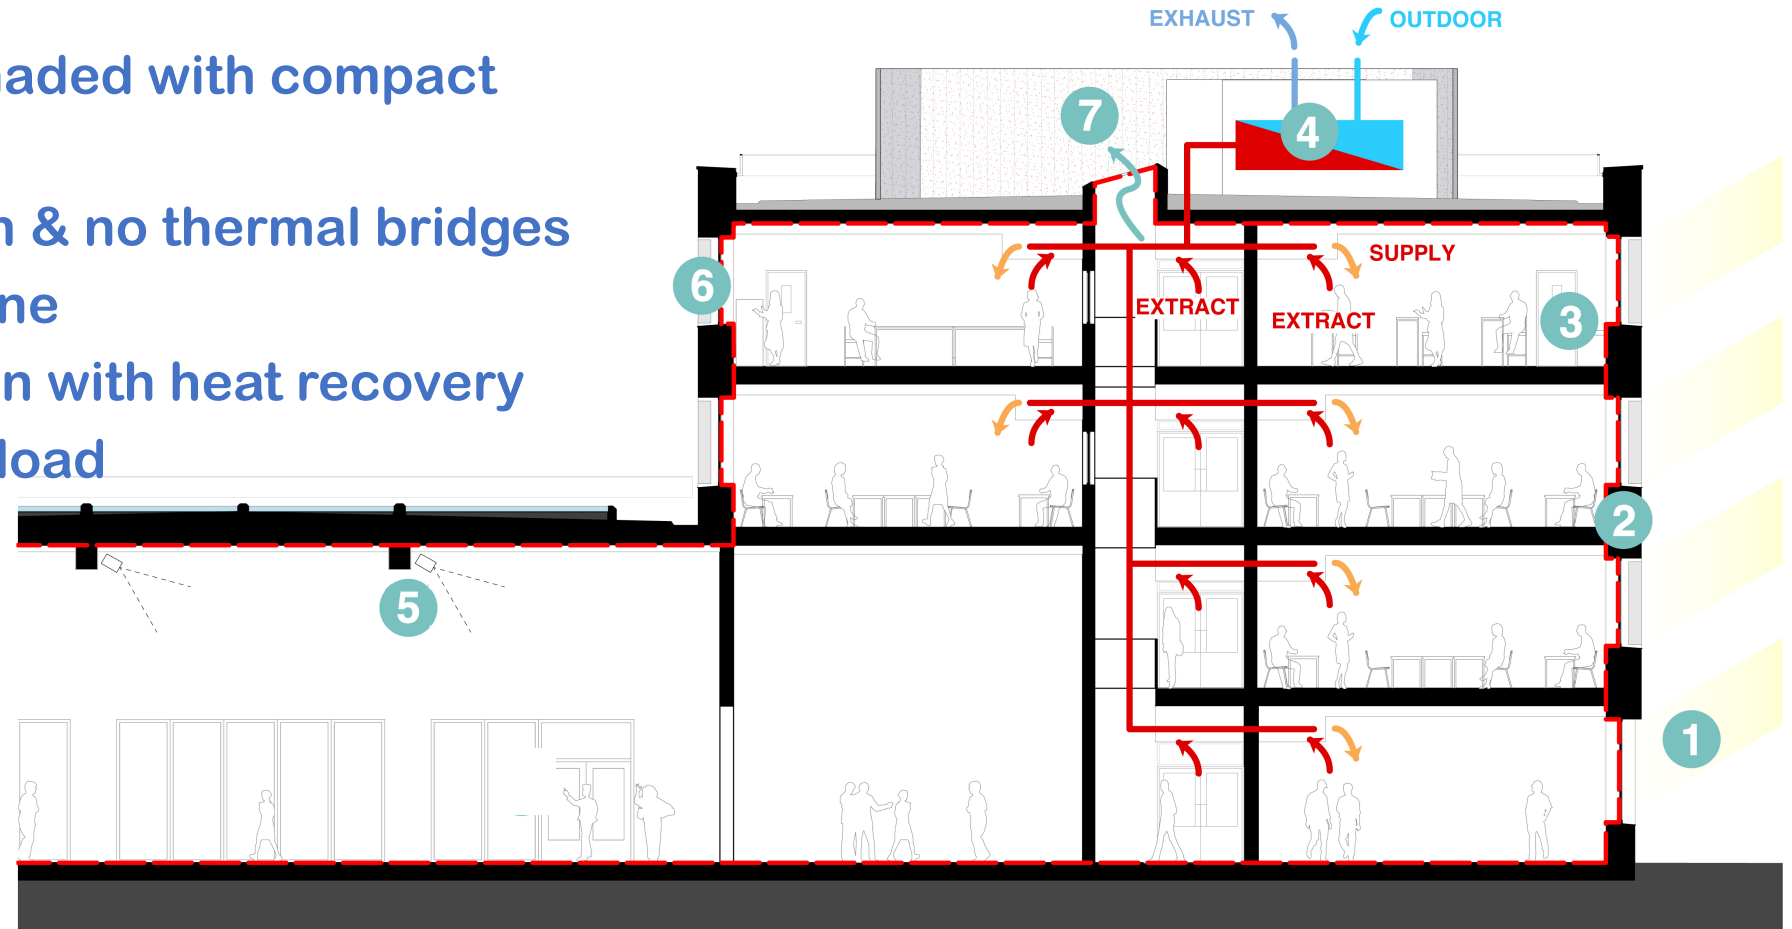 EXHAUST
OUTDOOR
haded with compact
7
4
n & no thermal bridges
SUPPLY
6
ne
EXTRACT
EXTRACT
3
n with heat recovery
load
2
5
1